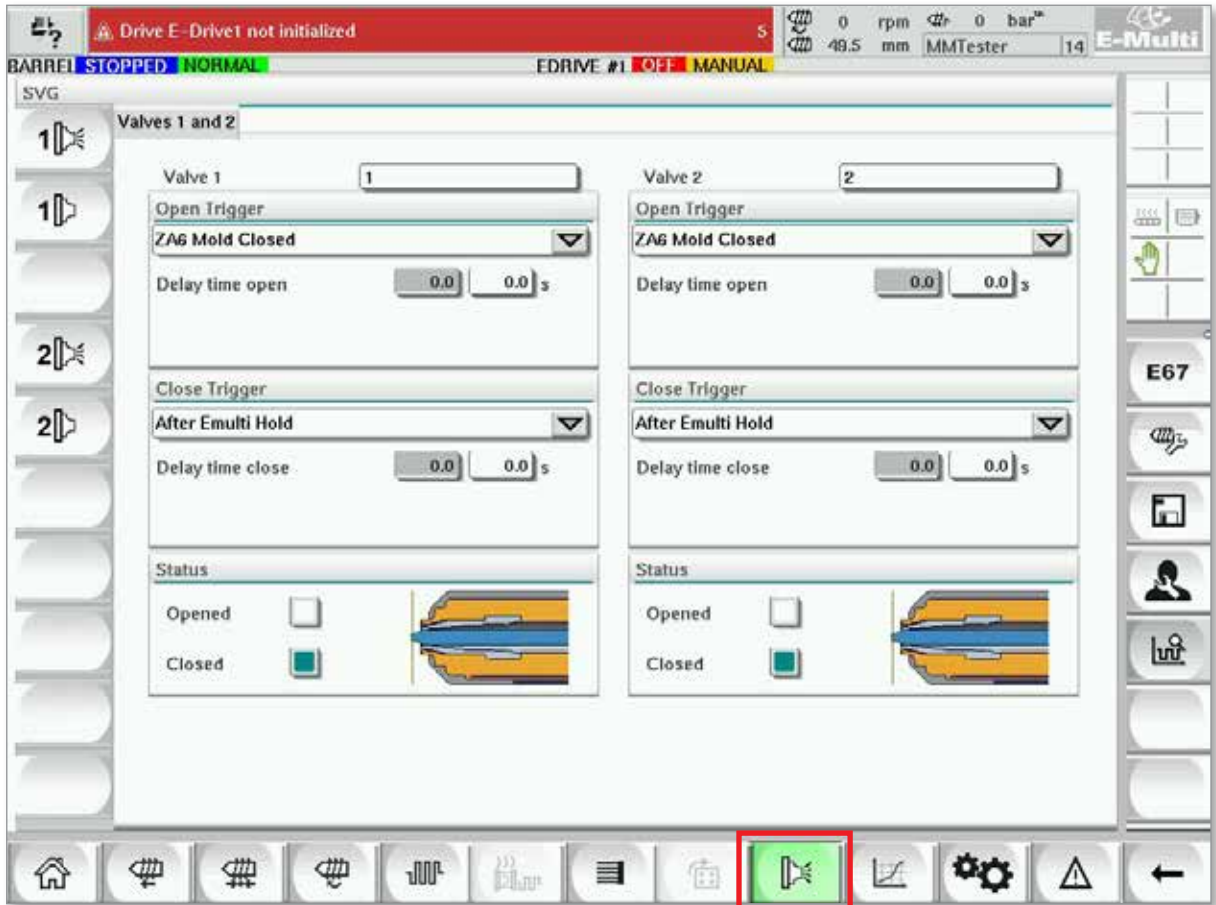 Drive E-Drive1 not initialized S
0 rpm 0 bar
49.5 mm MMTester 14
E-Multi
BARREL STOPPED NORMAL EDRIVE #1 OFF MANUAL
SVG
Valves 1 and 2
1
1
2
2
Valve 1 1
Open Trigger
ZA6 Mold Closed
Delay time open 0.0 0.0 s
Close Trigger
After Emulti Hold
Delay time close 0.0 0.0 s
Status
Opened
Closed
Valve 2 2
Open Trigger
ZA6 Mold Closed
Delay time open 0.0 0.0 s
Close Trigger
After Emulti Hold
Delay time close 0.0 0.0 s
Status
Opened
Closed
E67